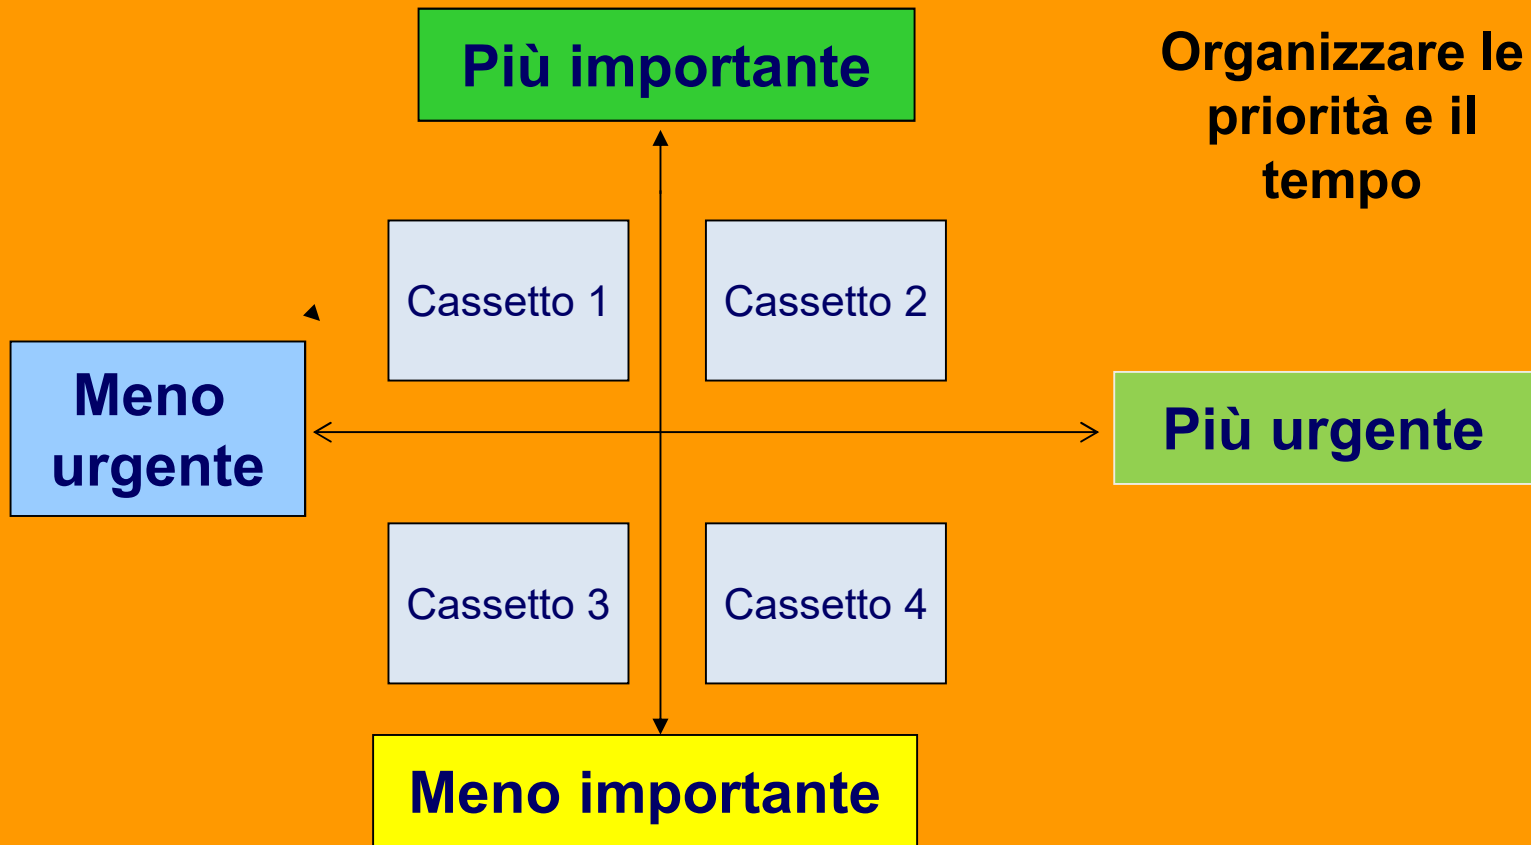 Più importante
Organizzare le
priorità e il
tempo
Cassetto 1
Cassetto 2
Meno
urgente
Più urgente
Cassetto 3
Cassetto 4
Meno importante